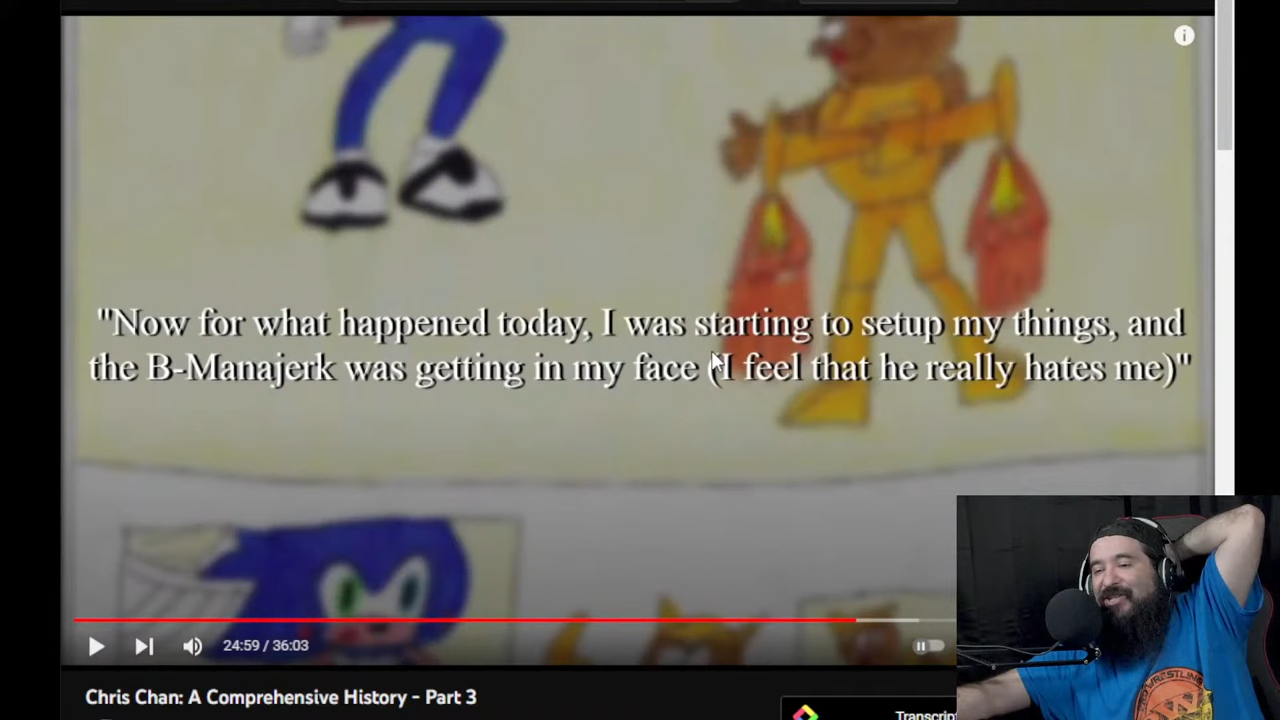 "Now for what happened today, I was starting to setup my things, and
the B-Manajerk was getting in my face (I feel that he really hates me)"
24:59 / 36:03
Chris Chan: A Comprehensive History - Part 3
WRESTLING